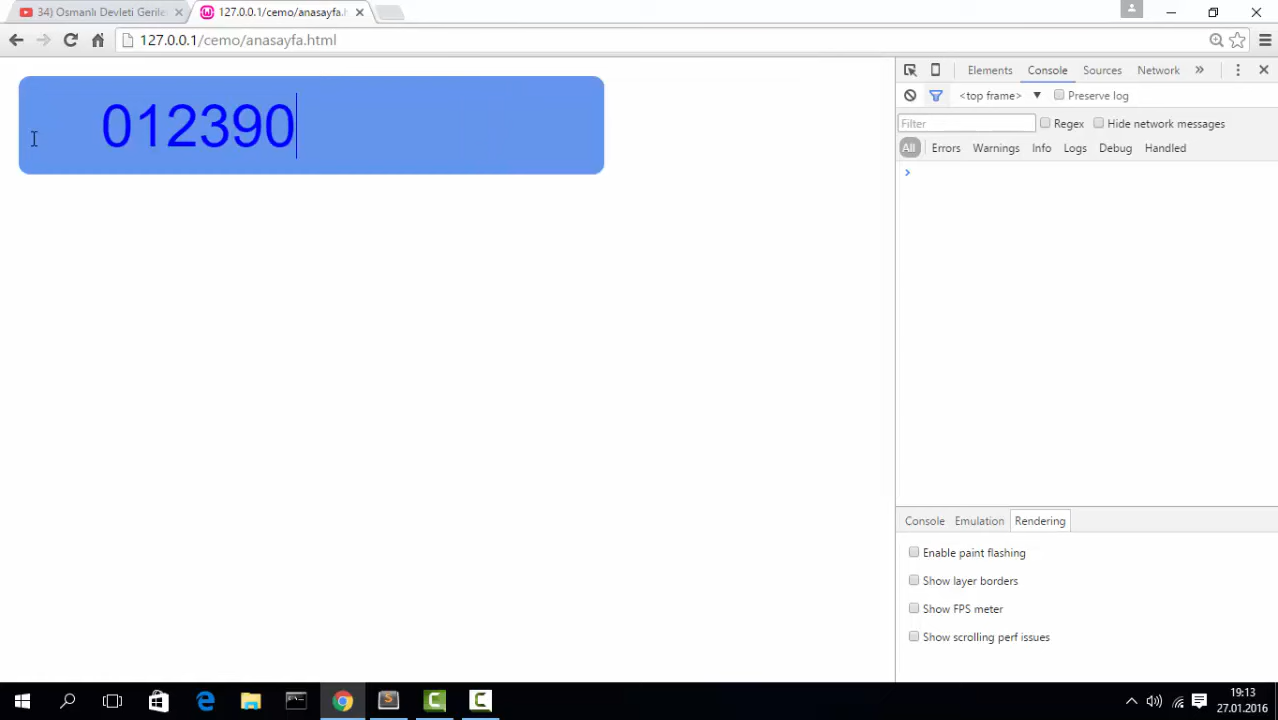 34) Osmanlı Devleti Gerile
127.0.0.1/cemo/anasayfa.h
127.0.0.1/cemo/anasayfa.html
012390
Elements Console Sources Network »
<top frame> ▼ Preserve log
Filter Regex Hide network messages
All Errors Warnings Info Logs Debug Handled
>
Console Emulation Rendering
Enable paint flashing
Show layer borders
Show FPS meter
Show scrolling perf issues
19:13
27.01.2016